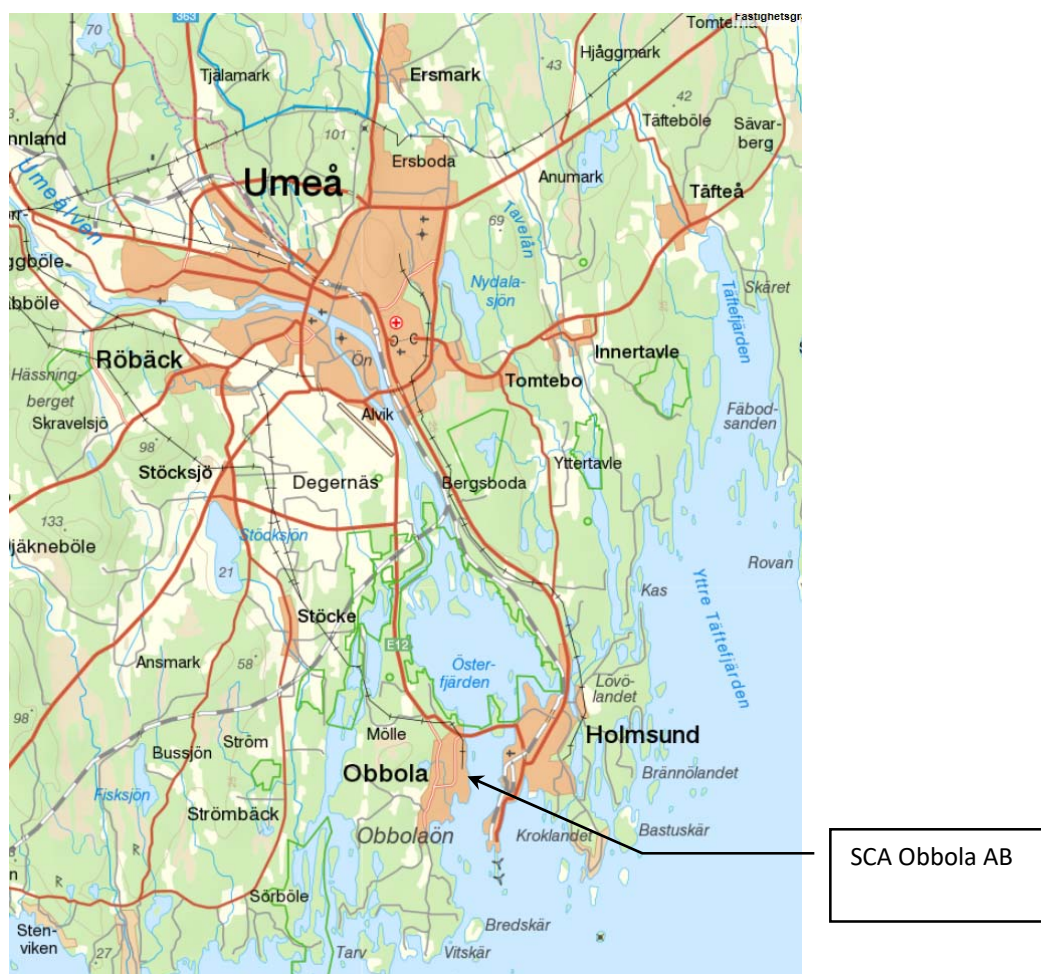 363
Fastighetsgr
70
Tjälamark
Ersmark
Hjåggmark
43
42
Täfteböle
Sävar-
berg
nnland
101
Ersboda
Umeå
Anumark
Täfteå
Umeälven
Tavelån
69
ggböle
Nydala-
sjön
Skäret
Täftefjärden
bböle
Röbäck
Ön
Innertavle
Hässning-
berget
Tomtebo
Skravelsjö
Alvik
Fäbod-
sanden
98
Stöcksjö
Degernäs
Bergsboda
Yttertavle
133
Stöcksjön
jäkneböle
21
Rovan
Kas
Yttre Täftefjärden
Stöcke
E12
Ansmark
58
Öster-
fjärden
Lövö-
landet
98
Mölle
Holmsund
Bussjön
Ström
28
Obbola
Brännölandet
Fisksjön
Strömbäck
Obbolaön
Kroklandet
Bastuskär
SCA Obbola AB
R
R
n
Sörböle
Sten-
viken
27
Bredskär
Tarv
Vitskär